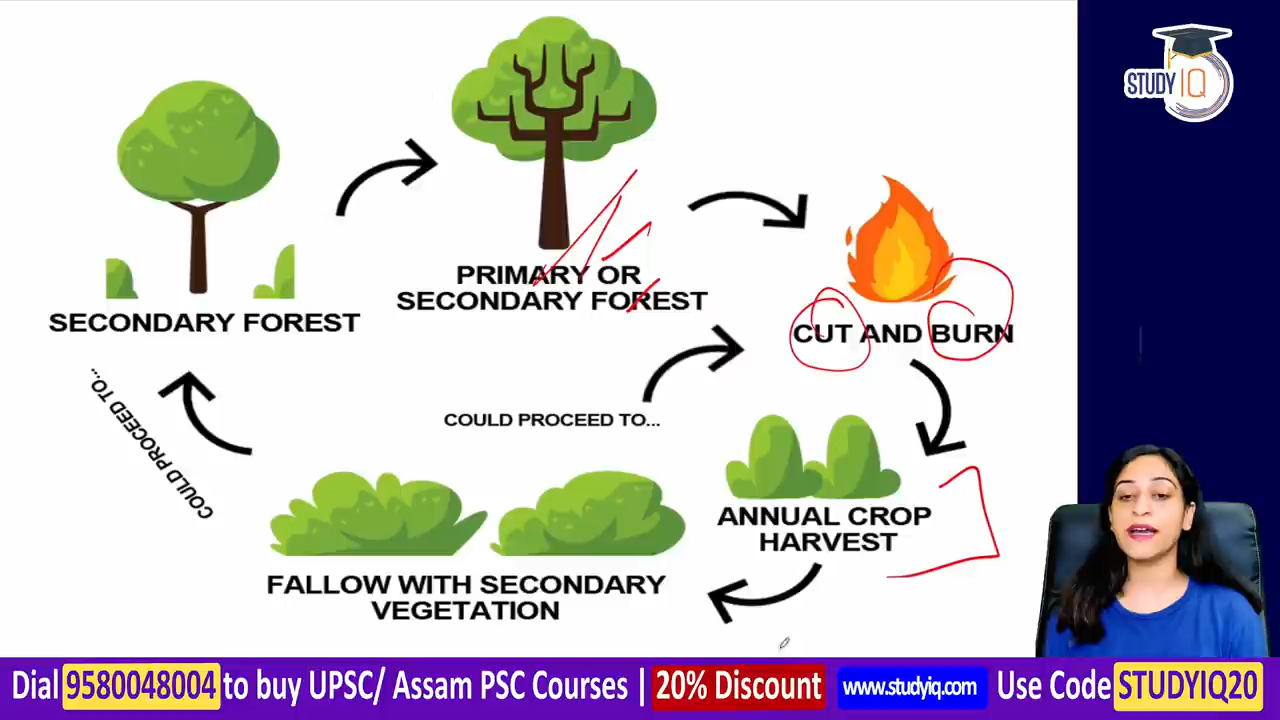 STUDY IQ
PRIMARY OR
SECONDARY FOREST
SECONDARY FOREST
CUT AND BURN
COULD PROCEED TO...
COULD PROCEED TO...
ANNUAL CROP
HARVEST
FALLOW WITH SECONDARY
VEGETATION
Dial 9580048004 to buy UPSC/ Assam PSC Courses | 20% Discount www.studyiq.com Use Code STUDYIQ20